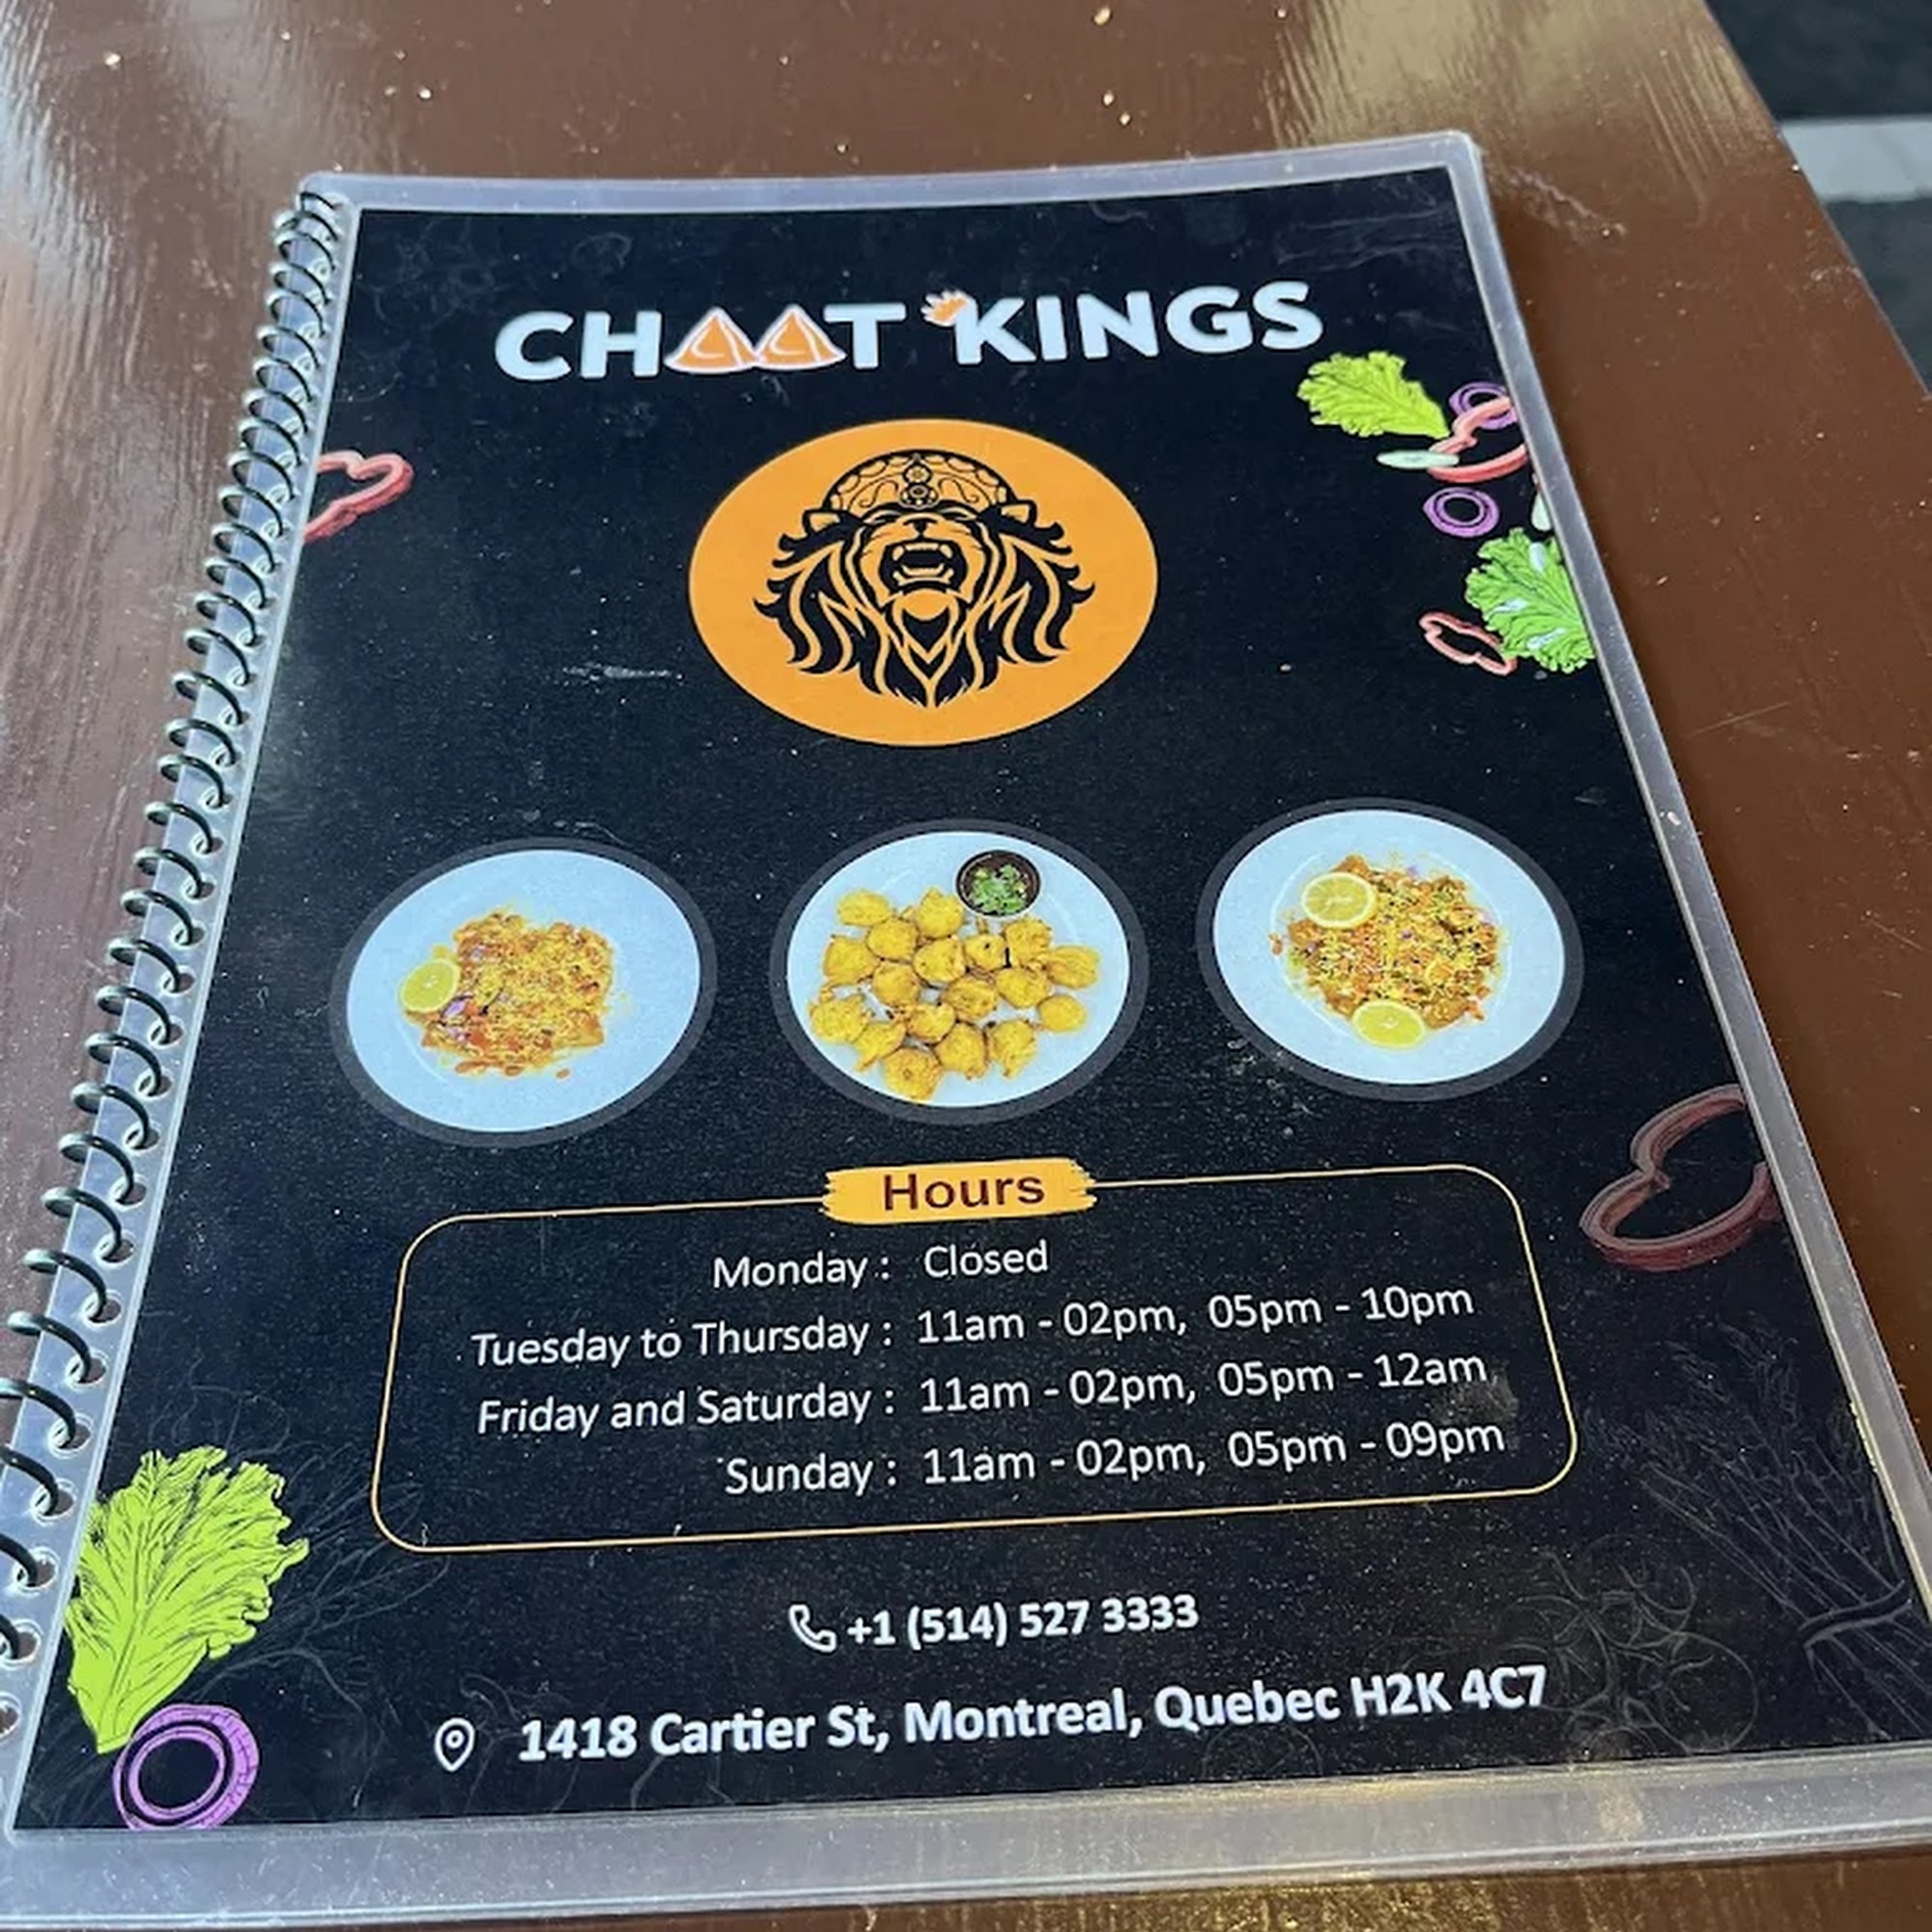 CHAAT KINGS
Hours
Monday : Closed
Tuesday to Thursday : 11am - 02pm, 05pm - 10pm
Friday and Saturday : 11am - 02pm, 05pm - 12am
Sunday : 11am - 02pm, 05pm - 09pm
+1 (514) 527 3333
1418 Cartier St, Montreal, Quebec H2K 4C7